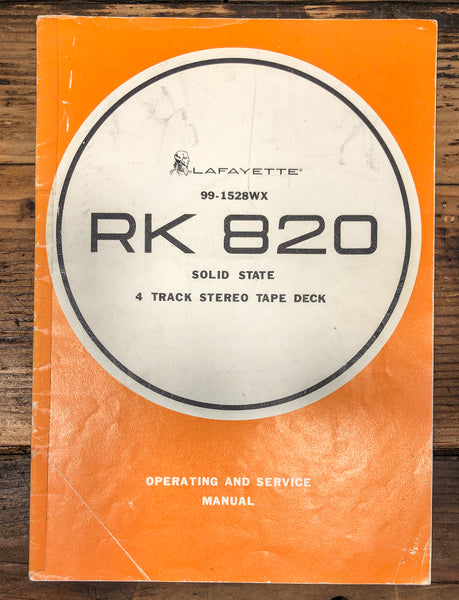 LAFAYETTE®
99-1528WX
RK 820
SOLID STATE
4 TRACK STEREO TAPE DECK
OPERATING AND SERVICE
MANUAL